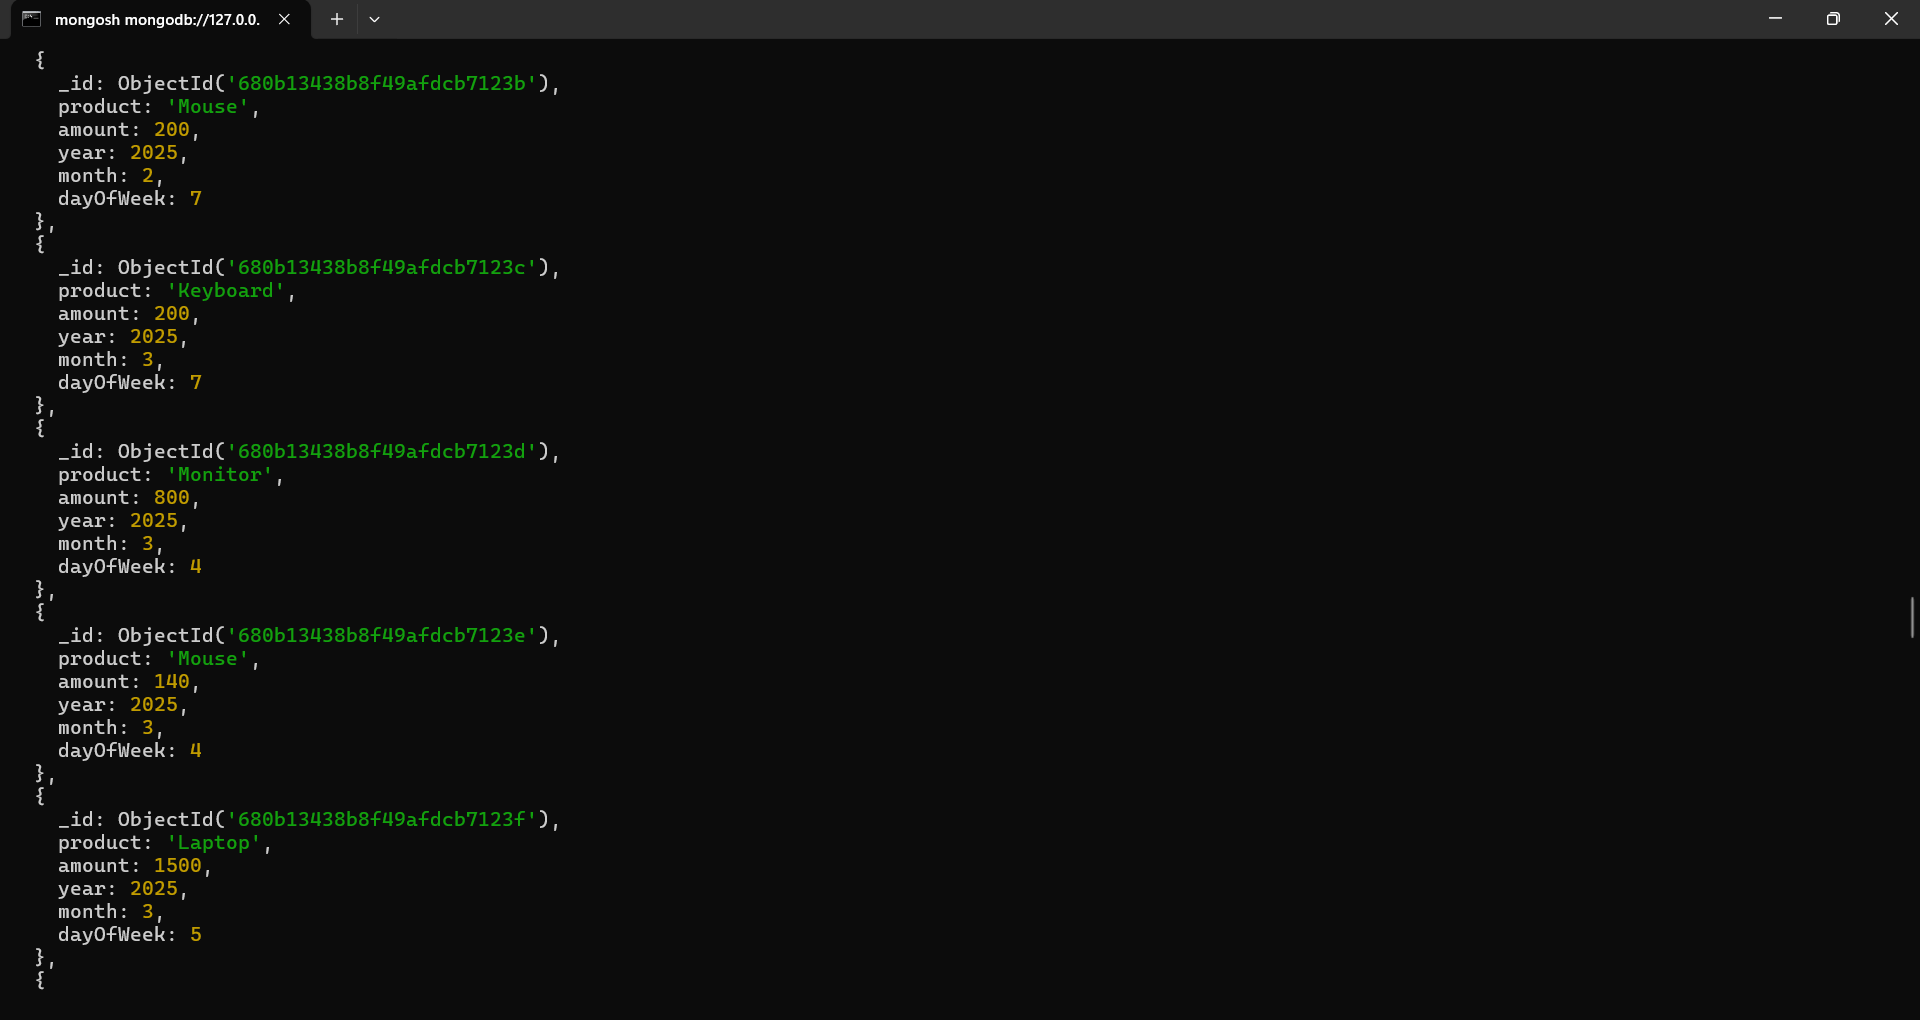 mongosh mongodb://127.0.0.
{
_id: ObjectId('680b13438b8f49afdcb7123b'),
product: 'Mouse',
amount: 200,
year: 2025,
month: 2,
dayOfWeek: 7
},
{
_id: ObjectId('680b13438b8f49afdcb7123c'),
product: 'Keyboard',
amount: 200,
year: 2025,
month: 3,
dayOfWeek: 7
},
{
_id: ObjectId('680b13438b8f49afdcb7123d'),
product: 'Monitor',
amount: 800,
year: 2025,
month: 3,
dayOfWeek: 4
},
{
_id: ObjectId('680b13438b8f49afdcb7123e'),
product: 'Mouse',
amount: 140,
year: 2025,
month: 3,
dayOfWeek: 4
},
{
_id: ObjectId('680b13438b8f49afdcb7123f'),
product: 'Laptop',
amount: 1500,
year: 2025,
month: 3,
dayOfWeek: 5
},
{